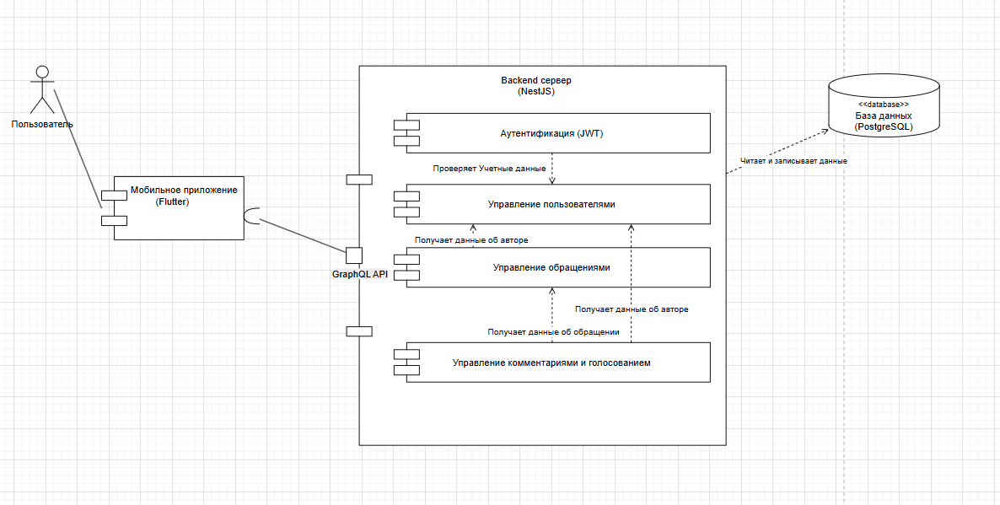 Пользователь
Мобильное приложение
(Flutter)
GraphQL API
Backend сервер
(NestJS)
Аутентификация (JWT)
Проверяет Учетные данные
Управление пользователями
Получает данные об авторе
Управление обращениями
Получает данные об авторе
Получает данные об обращении
Управление комментариями и голосованием
<<database>>
База данных
(PostgreSQL)
Читает и записывает данные